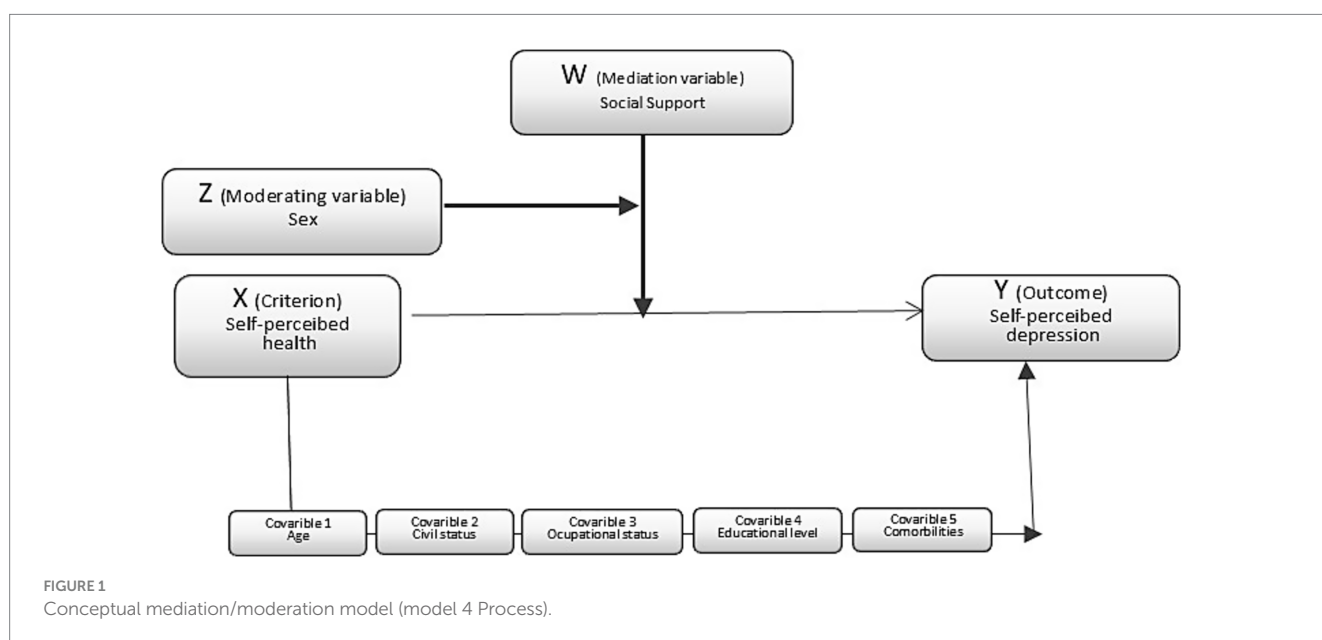 W (Mediation variable)
Social Support
Z (Moderating variable)
Sex
X (Criterion)
Self-perceibed
health
Y (Outcome)
Self-perceibed
depression
Covarible 1
Age
Covarible 2
Civil status
Covarible 3
Ocupational status
Covarible 4
Educational level
Covarible 5
Comorbilities
FIGURE 1
Conceptual mediation/moderation model (model 4 Process).